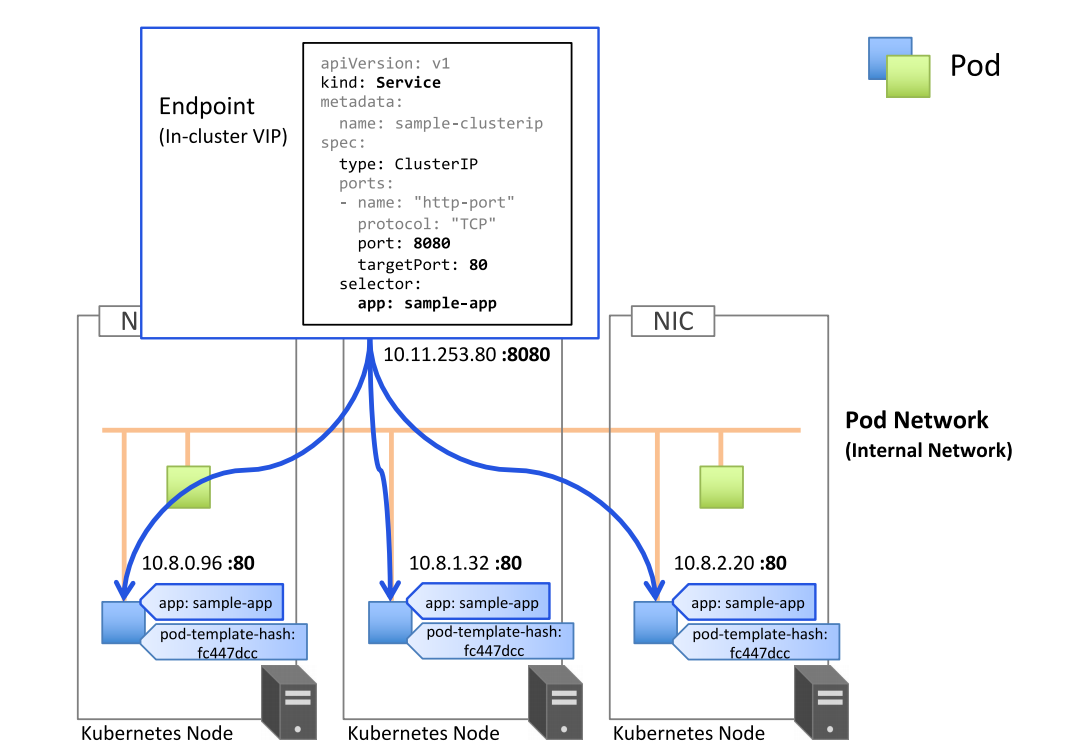 Pod
Endpoint
(In-cluster VIP)
apiVersion: v1
kind: Service
metadata:
name: sample-clusterip
spec:
type: ClusterIP
ports:
- name: "http-port"
protocol: "TCP"
port: 8080
targetPort: 80
selector:
app: sample-app
N
NIC
10.11.253.80 :8080
Pod Network
(Internal Network)
10.8.0.96 :80
10.8.1.32 :80
10.8.2.20 :80
app: sample-app
app: sample-app
app: sample-app
pod-template-hash:
fc447dcc
pod-template-hash:
fc447dcc
pod-template-hash:
fc447dcc
Kubernetes Node
Kubernetes Node
Kubernetes Node